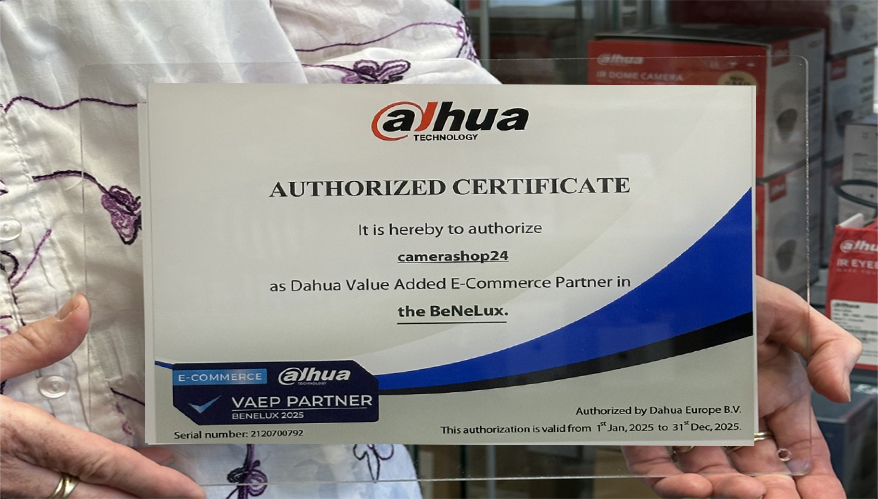 alhua
TECHNOLOGY
AUTHORIZED CERTIFICATE
It is hereby to authorize
camerashop24
as Dahua Value Added E-Commerce Partner in
the BeNeLux.
E-COMMERCE alhua
TECHNOLOGY
VAEP PARTNER
BENELUX 2025
Serial number: 2120700792
Authorized by Dahua Europe B.V.
This authorization is valid from 1st Jan, 2025 to 31st Dec, 2025.
alhua
IR DOME CAMERA
alhua
IR EYE